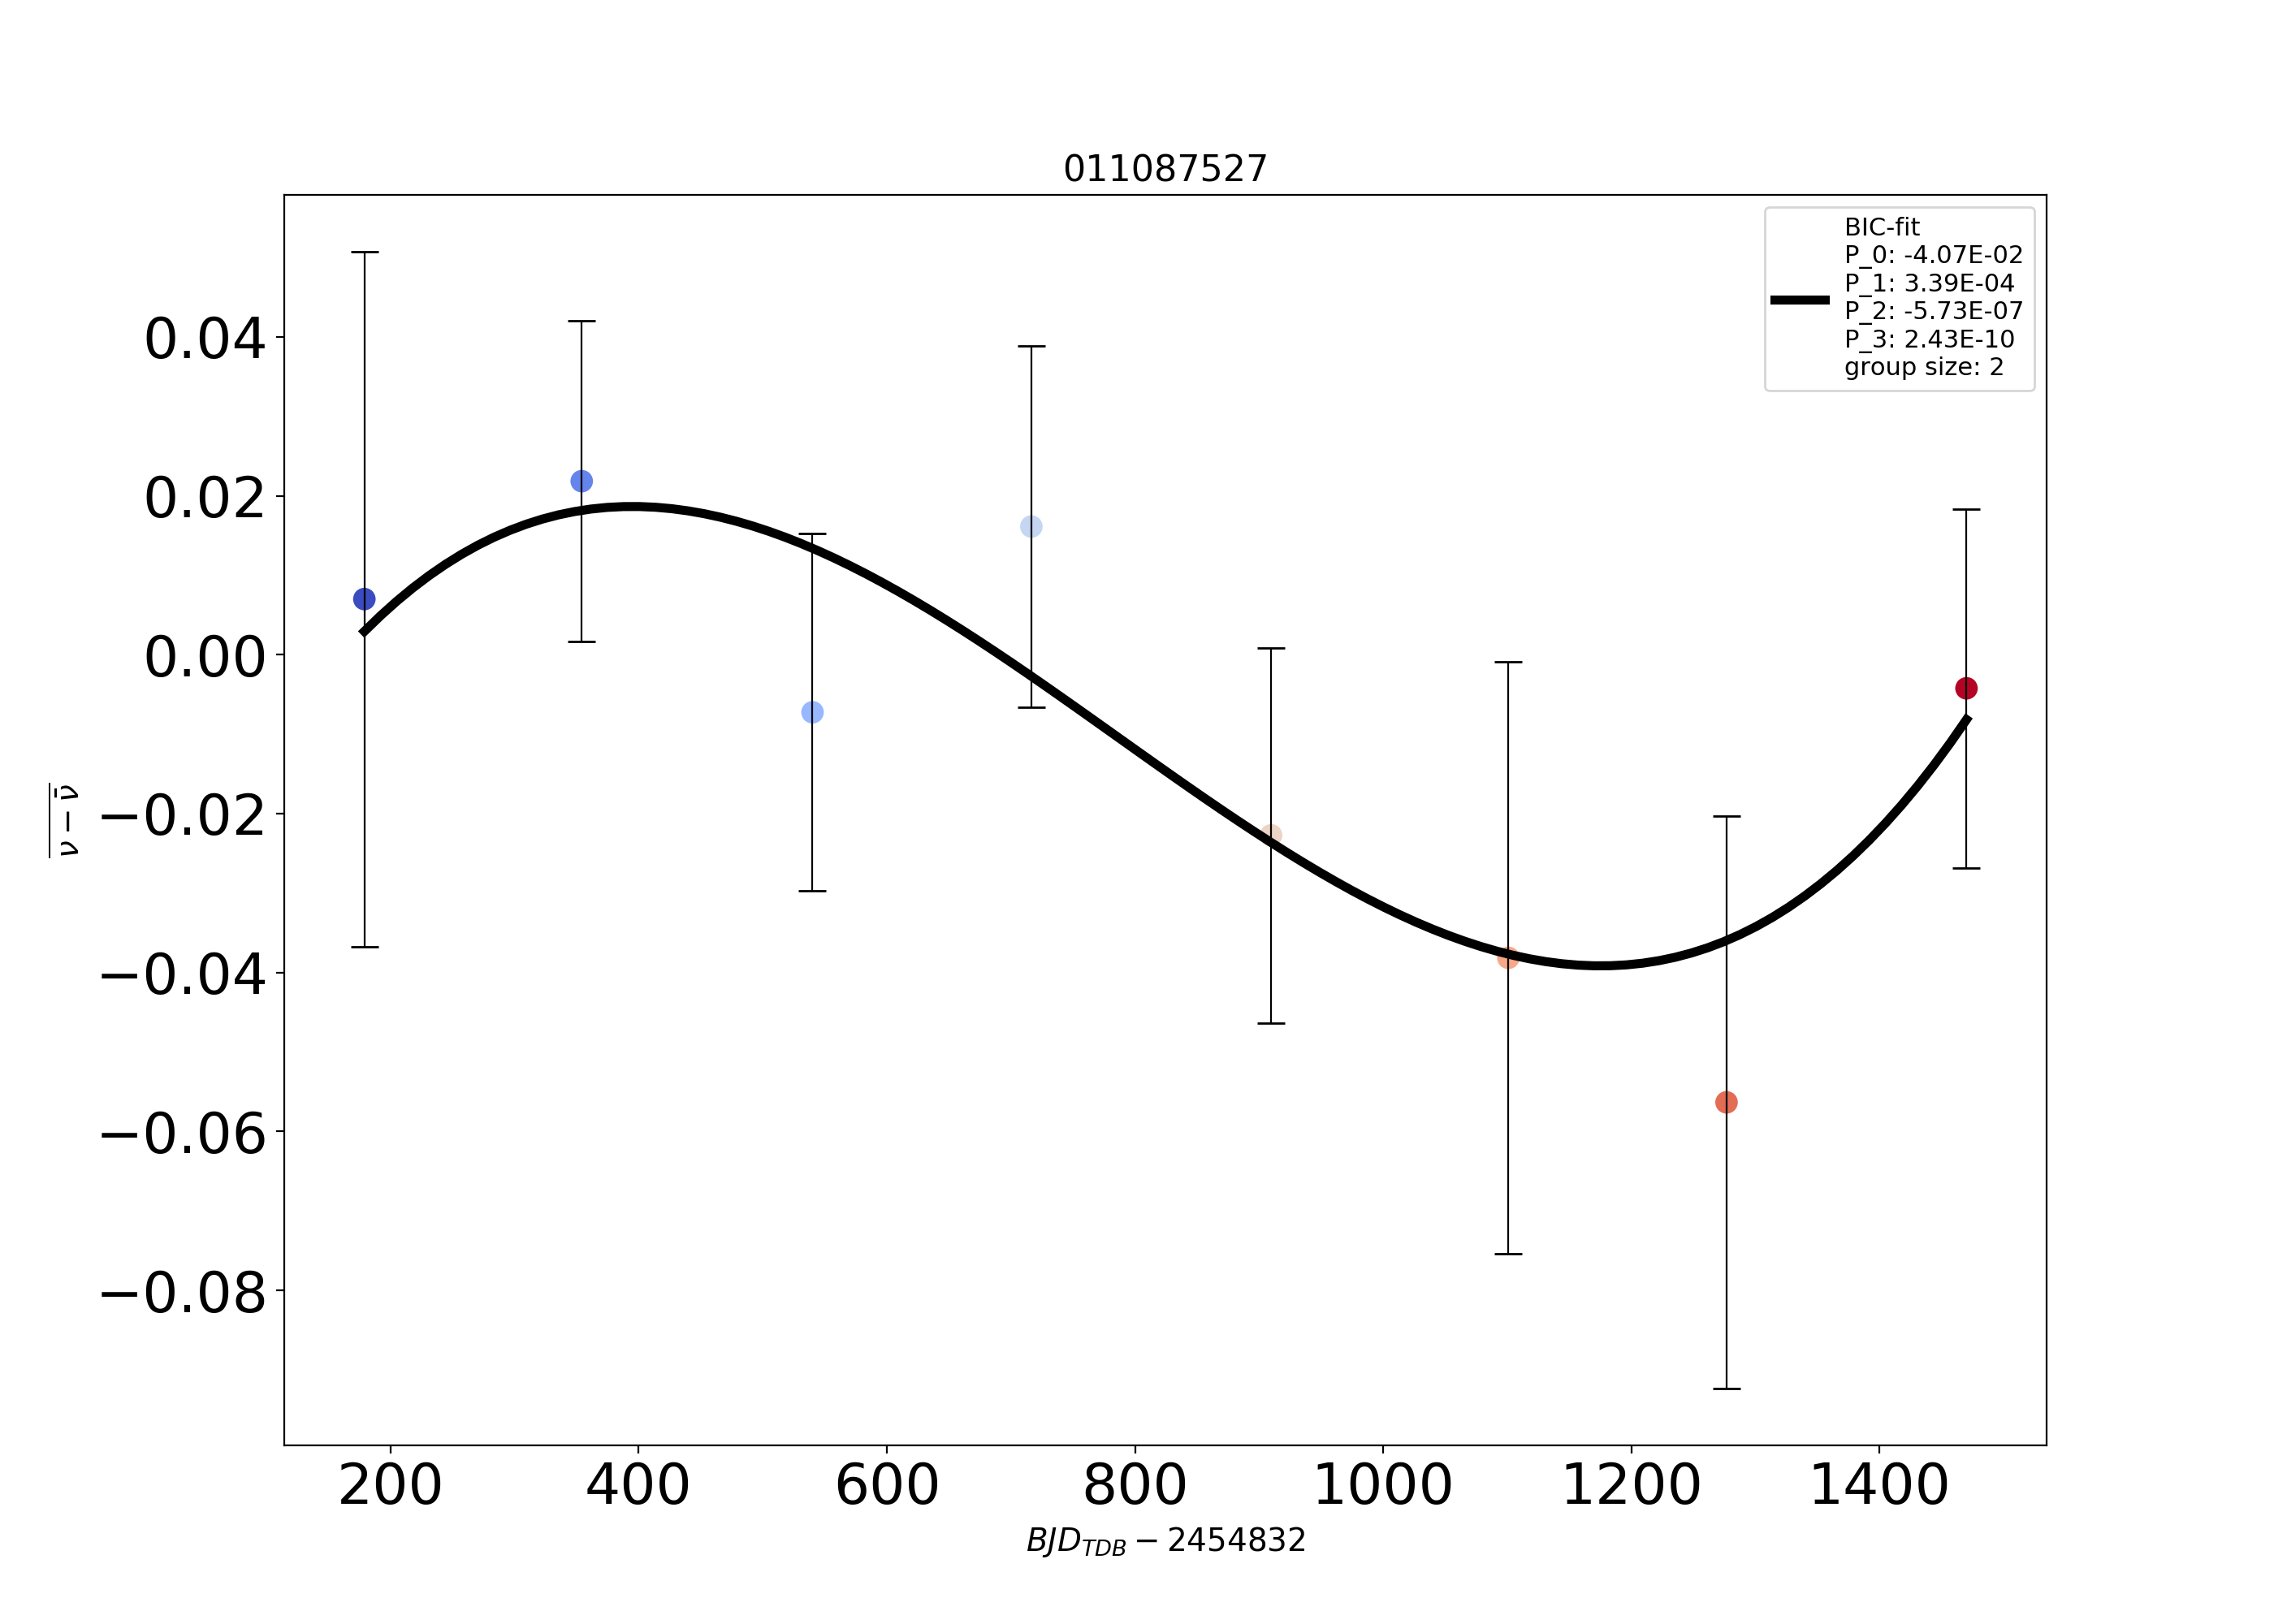 011087527
BIC-fit
P_0: -4.07E-02
P_1: 3.39E-04
P_2: -5.73E-07
P_3: 2.43E-10
group size: 2
0.04
0.02
0.00
−0.02
−0.04
−0.06
−0.08
ν − ν̄
200 400 600 800 1000 1200 1400
BJD_TDB − 2454832